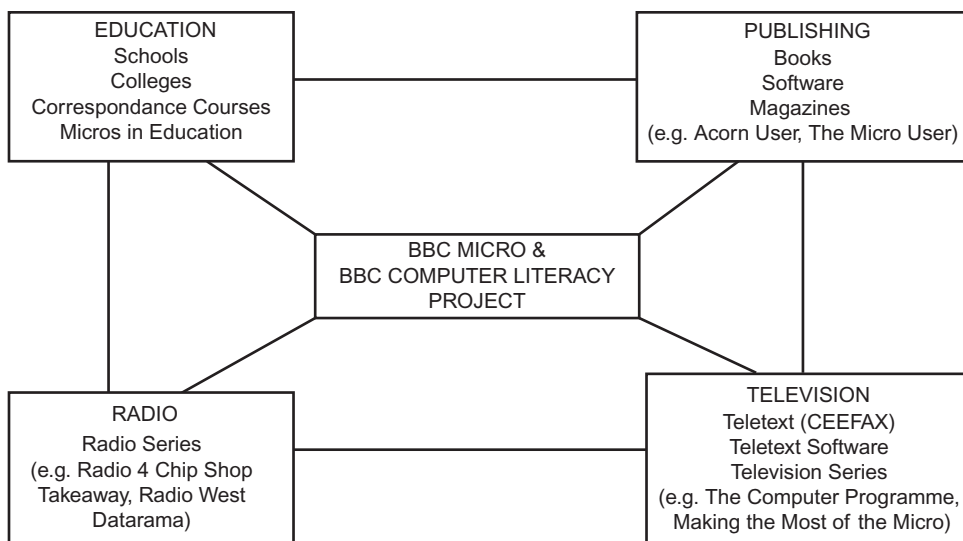 EDUCATION
Schools
Colleges
Correspondance Courses
Micros in Education
PUBLISHING
Books
Software
Magazines
(e.g. Acorn User, The Micro User)
BBC MICRO &
BBC COMPUTER LITERACY
PROJECT
RADIO
Radio Series
(e.g. Radio 4 Chip Shop
Takeaway, Radio West
Datarama)
TELEVISION
Teletext (CEEFAX)
Teletext Software
Television Series
(e.g. The Computer Programme,
Making the Most of the Micro)